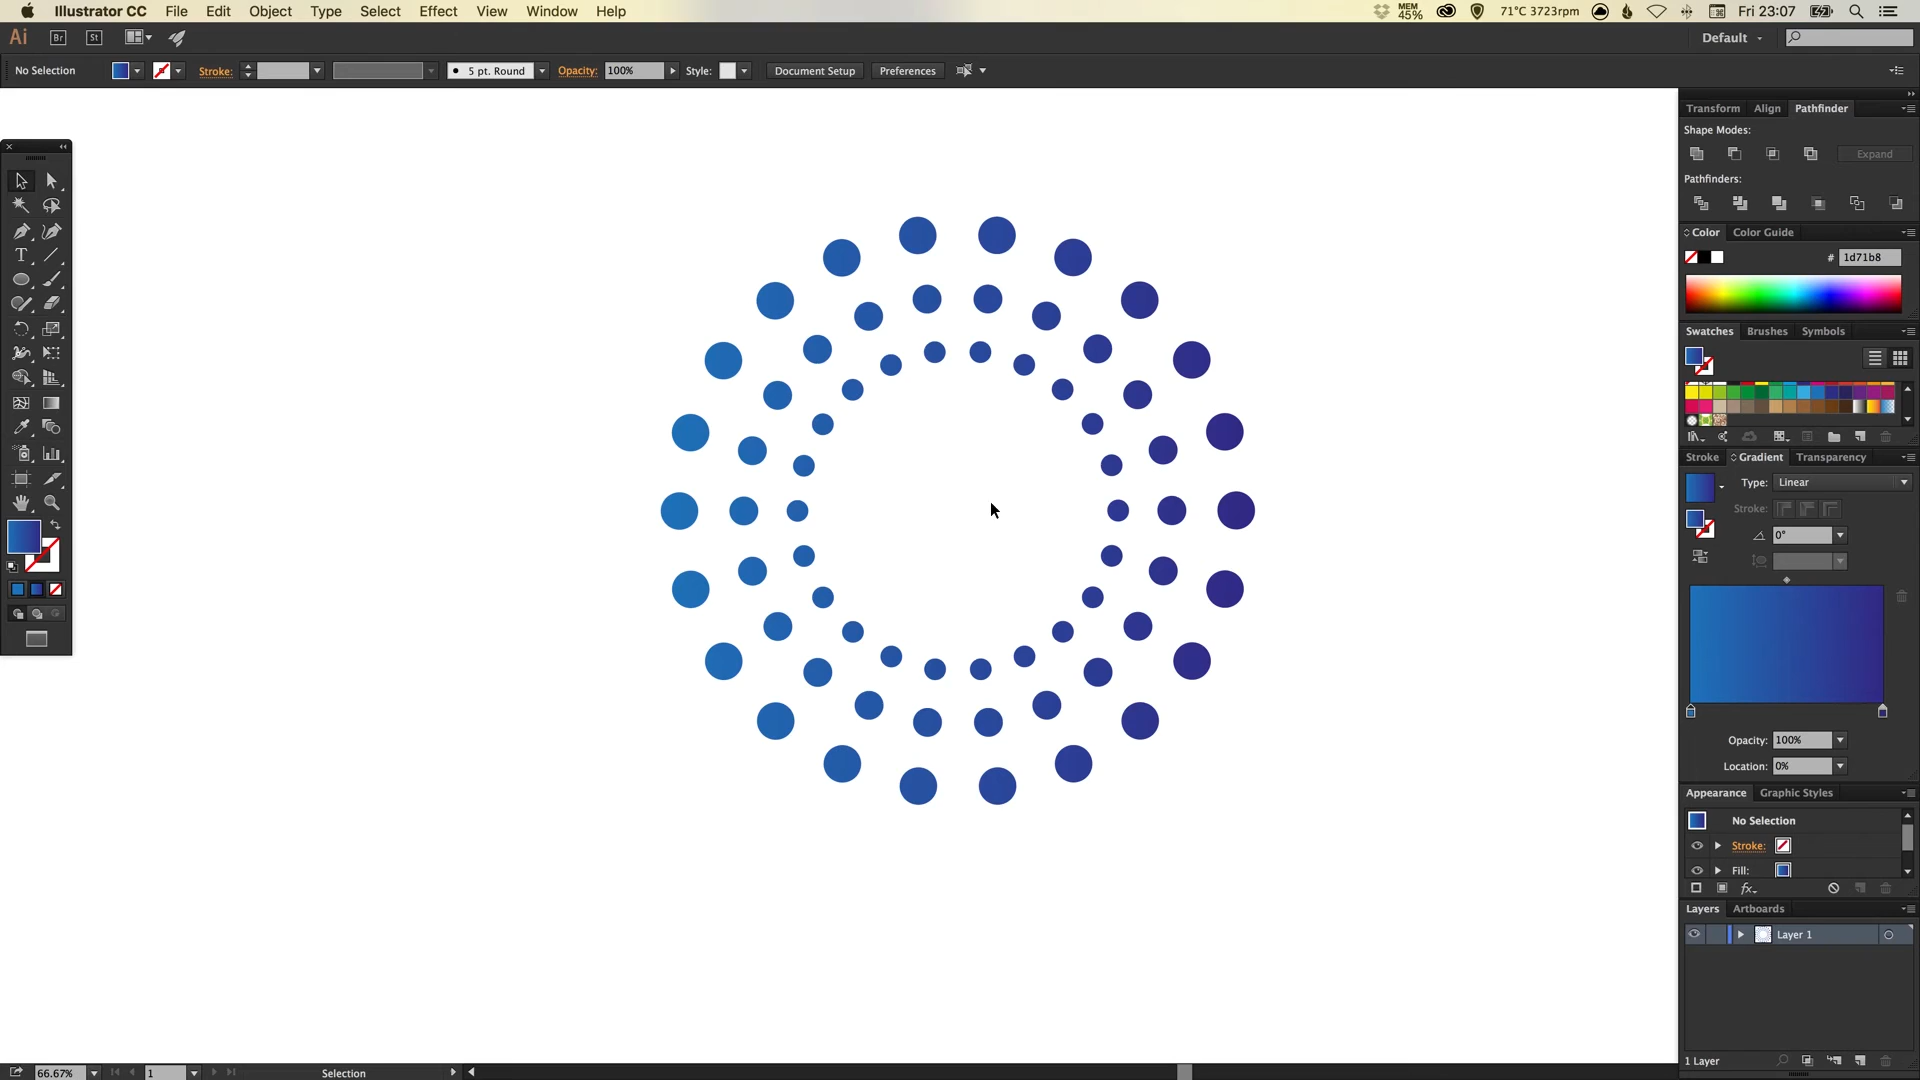 Illustrator CC File Edit Object Type Select Effect View Window Help MEM 45% 71°C 3723rpm Fri 23:07
Ai Br St Default
No Selection Stroke: 5 pt. Round Opacity: 100% Style: Document Setup Preferences
Transform Align Pathfinder
Shape Modes:
Expand
Pathfinders:
Color Color Guide
# 1d71b8
Swatches Brushes Symbols
Stroke Gradient Transparency
Type: Linear
Stroke:
0°
Opacity: 100%
Location: 0%
Appearance Graphic Styles
No Selection
Stroke:
Fill:
fx
Layers Artboards
Layer 1
1 Layer
66.67% 1 Selection